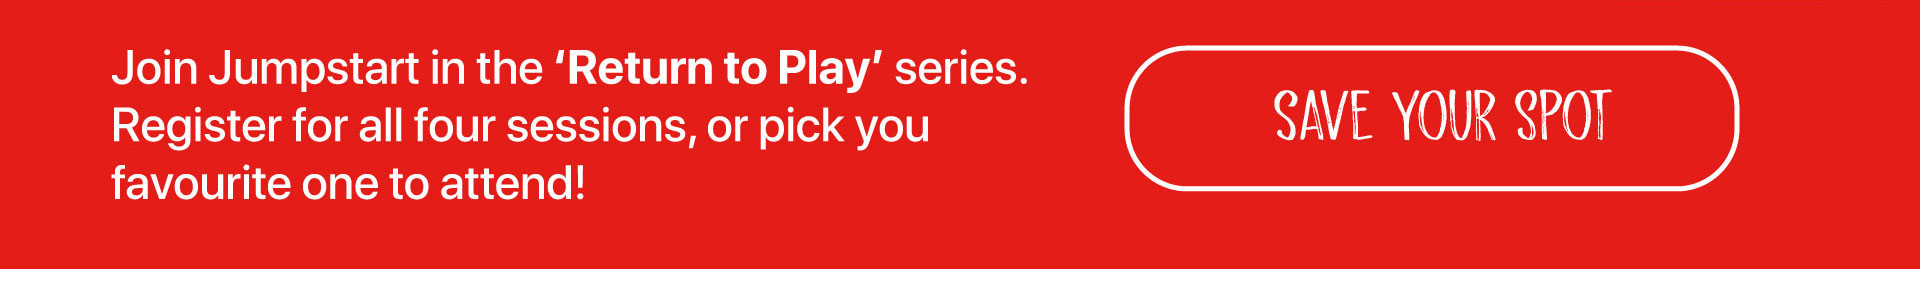 Join Jumpstart in the ‘Return to Play’ series.
Register for all four sessions, or pick you
favourite one to attend!
SAVE YOUR SPOT